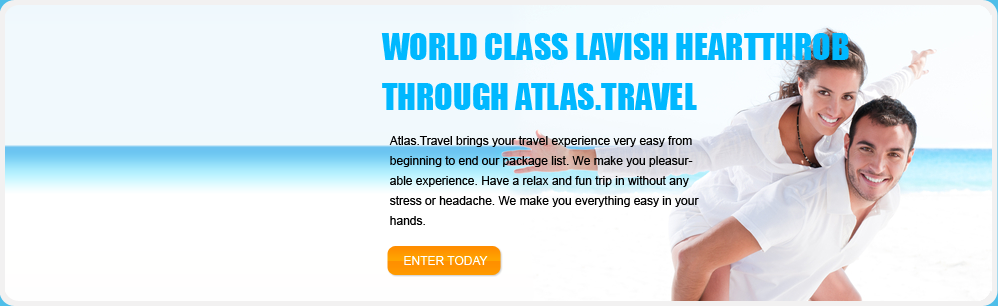 WORLD CLASS LAVISH HEARTTHROB
THROUGH ATLAS.TRAVEL
Atlas.Travel brings your travel experience very easy from
beginning to end our package list. We make you pleasur-
able experience. Have a relax and fun trip in without any
stress or headache. We make you everything easy in your
hands.
ENTER TODAY